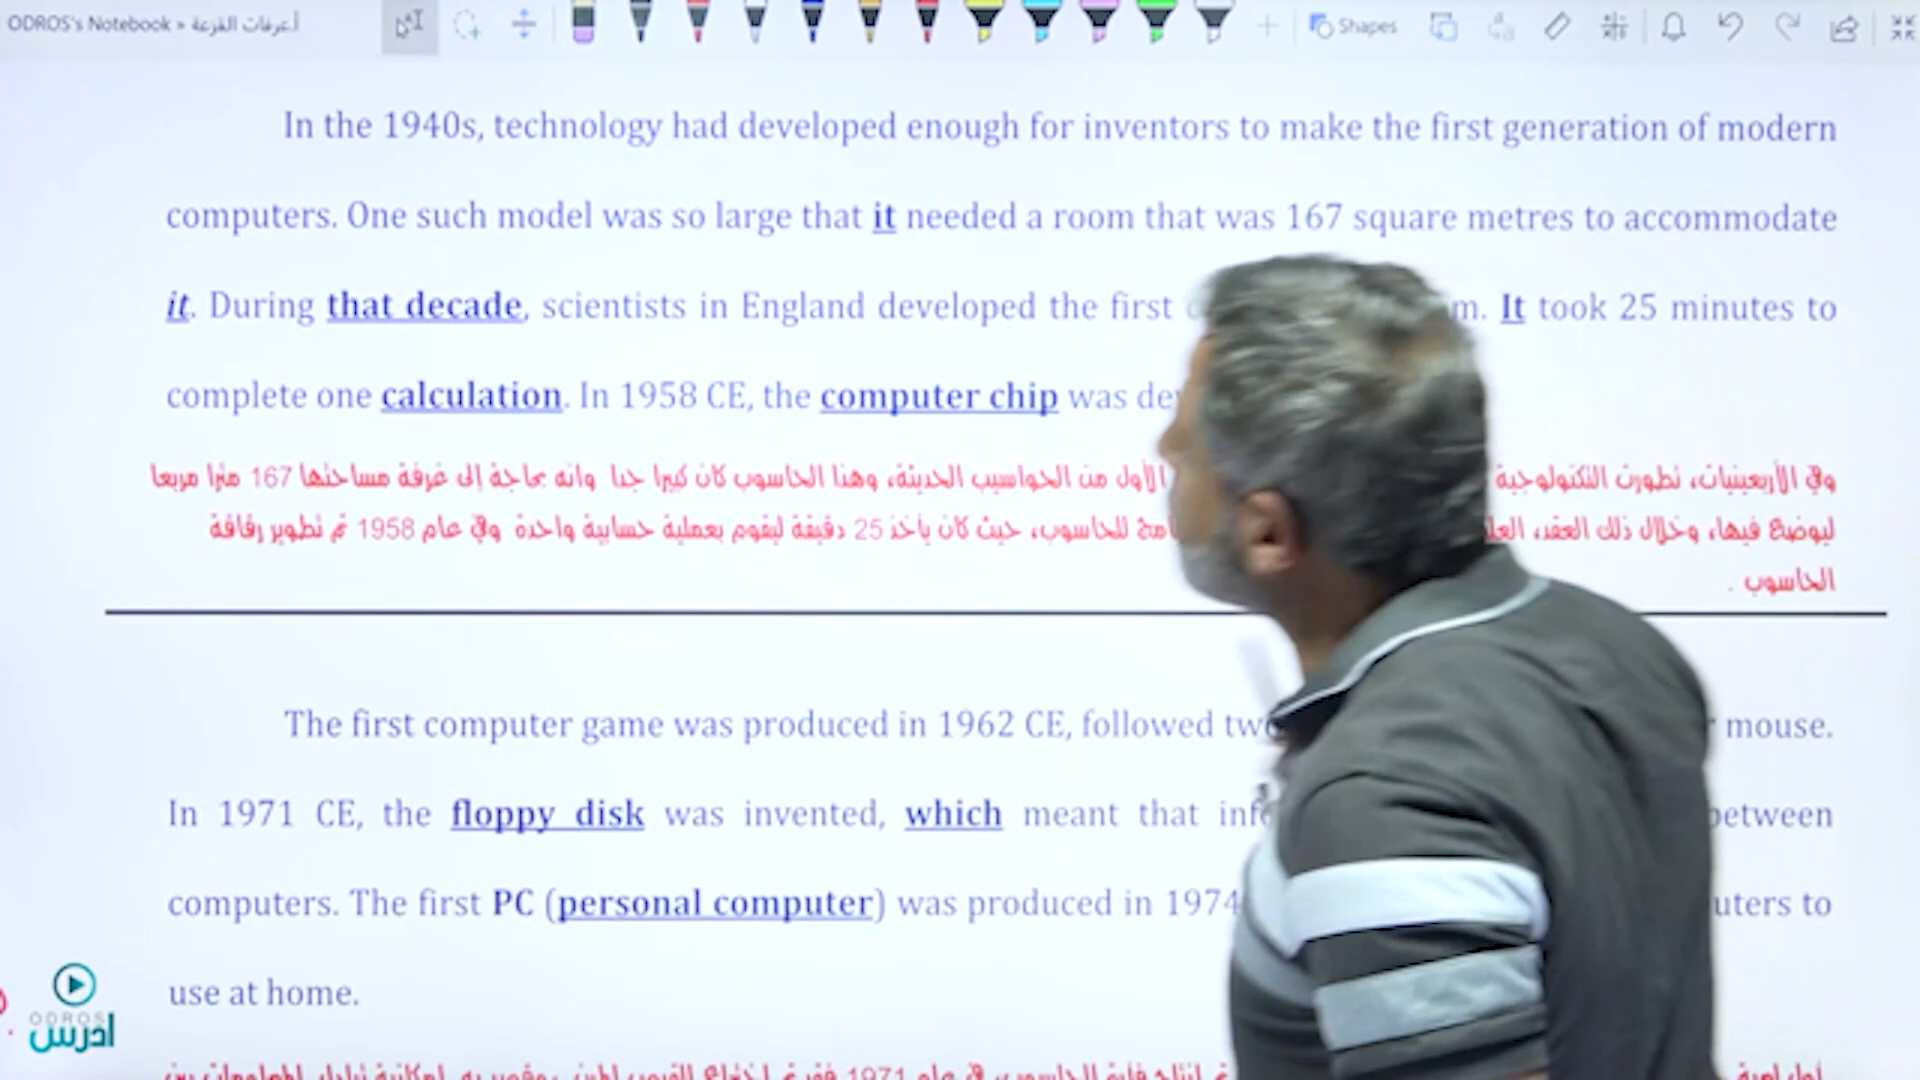 ODROS's Notebook »
Shapes
In the 1940s, technology had developed enough for inventors to make the first generation of modern
computers. One such model was so large that it needed a room that was 167 square metres to accommodate
it. During that decade, scientists in England developed the first It took 25 minutes to
complete one calculation. In 1958 CE, the computer chip was
وفي الأربعينيات، تطورت التكنولوجية الأول من الحواسيب الحديثة، وهذا الحاسوب كان كبيرا جدا وانه بحاجة إلى غرفة مساحتها 167 مترا مربعا
ليوضع فيها، وخلال ذلك العقد، للحاسوب، حيث كان يأخذ 25 دقيقة ليقوم بعملية حسابية واحدة وفي عام 1958 تم تطوير رقاقة
الحاسوب .
The first computer game was produced in 1962 CE, followed mouse.
In 1971 CE, the floppy disk was invented, which meant that between
computers. The first PC (personal computer) was produced in 1974 to
use at home.
ODROS
ادرس